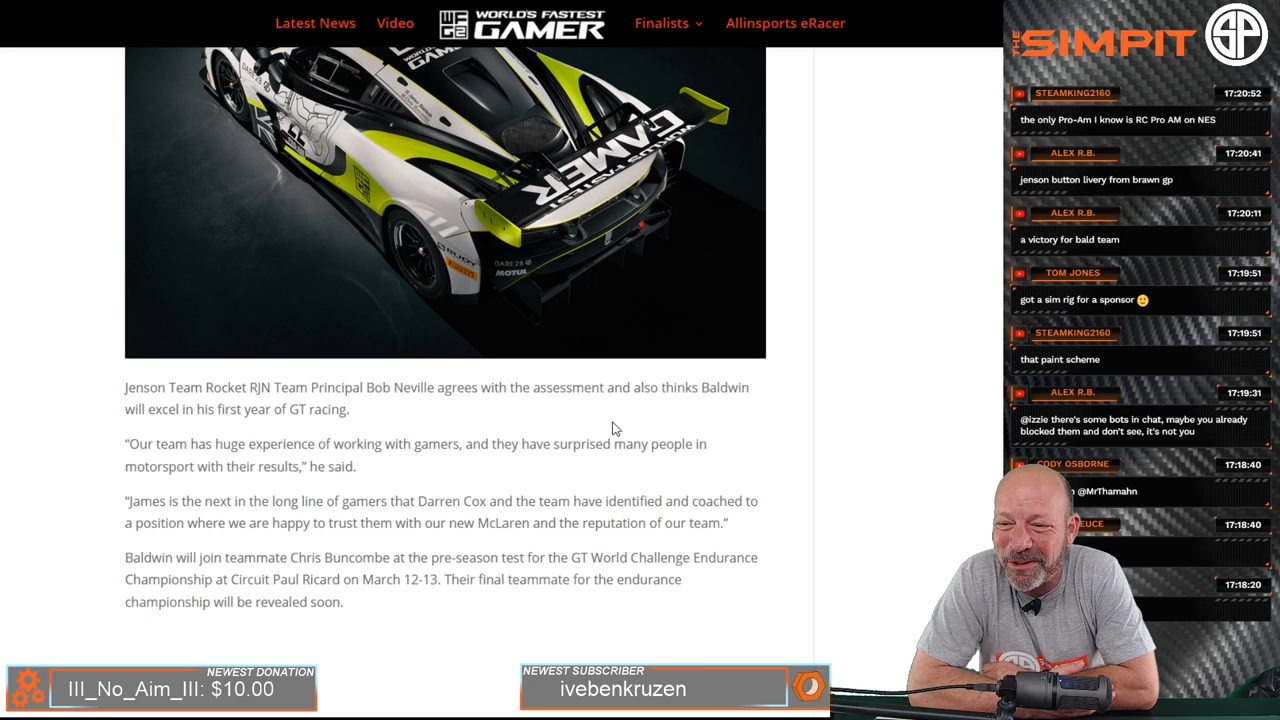 Latest News
Video
WORLD'S FASTEST
GAMER
Finalists
Allinsports eRacer
GAMER
DARE 28
MOTUL
Jenson Team Rocket RJN Team Principal Bob Neville agrees with the assessment and also thinks Baldwin
will excel in his first year of GT racing.
“Our team has huge experience of working with gamers, and they have surprised many people in
motorsport with their results,” he said.
“James is the next in the long line of gamers that Darren Cox and the team have identified and coached to
a position where we are happy to trust them with our new McLaren and the reputation of our team.”
Baldwin will join teammate Chris Buncombe at the pre-season test for the GT World Challenge Endurance
Championship at Circuit Paul Ricard on March 12-13. Their final teammate for the endurance
championship will be revealed soon.
THE SIMPIT
SP
STEAMKING2160
17:20:52
the only Pro-Am I know is RC Pro AM on NES
ALEX R.B.
17:20:41
jenson button livery from brawn gp
ALEX R.B.
17:20:11
a victory for bald team
TOM JONES
17:19:51
got a sim rig for a sponsor
STEAMKING2160
17:19:51
that paint scheme
ALEX R.B.
17:19:31
@izzie there's some bots in chat, maybe you already
blocked them and don't see, it's not you
CODY OSBORNE
17:18:40
@MrThamahn
EUCE
17:18:40
17:18:20
NEWEST DONATION
III_No_Aim_III: $10.00
NEWEST SUBSCRIBER
ivebenkruzen